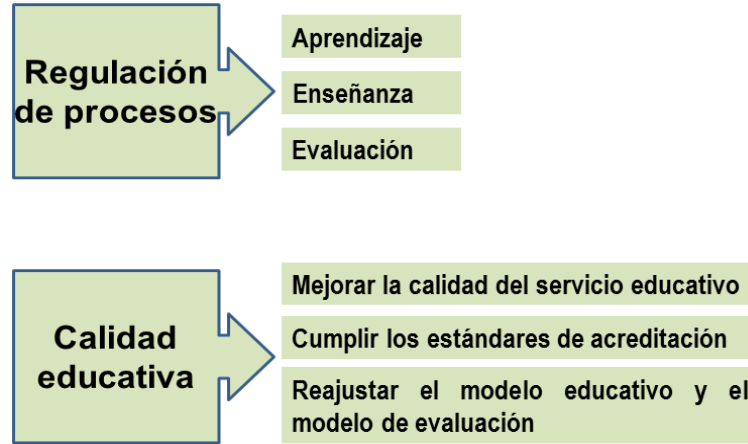 Regulación
de procesos
Aprendizaje
Enseñanza
Evaluación
Calidad
educativa
Mejorar la calidad del servicio educativo
Cumplir los estándares de acreditación
Reajustar el modelo educativo y el
modelo de evaluación